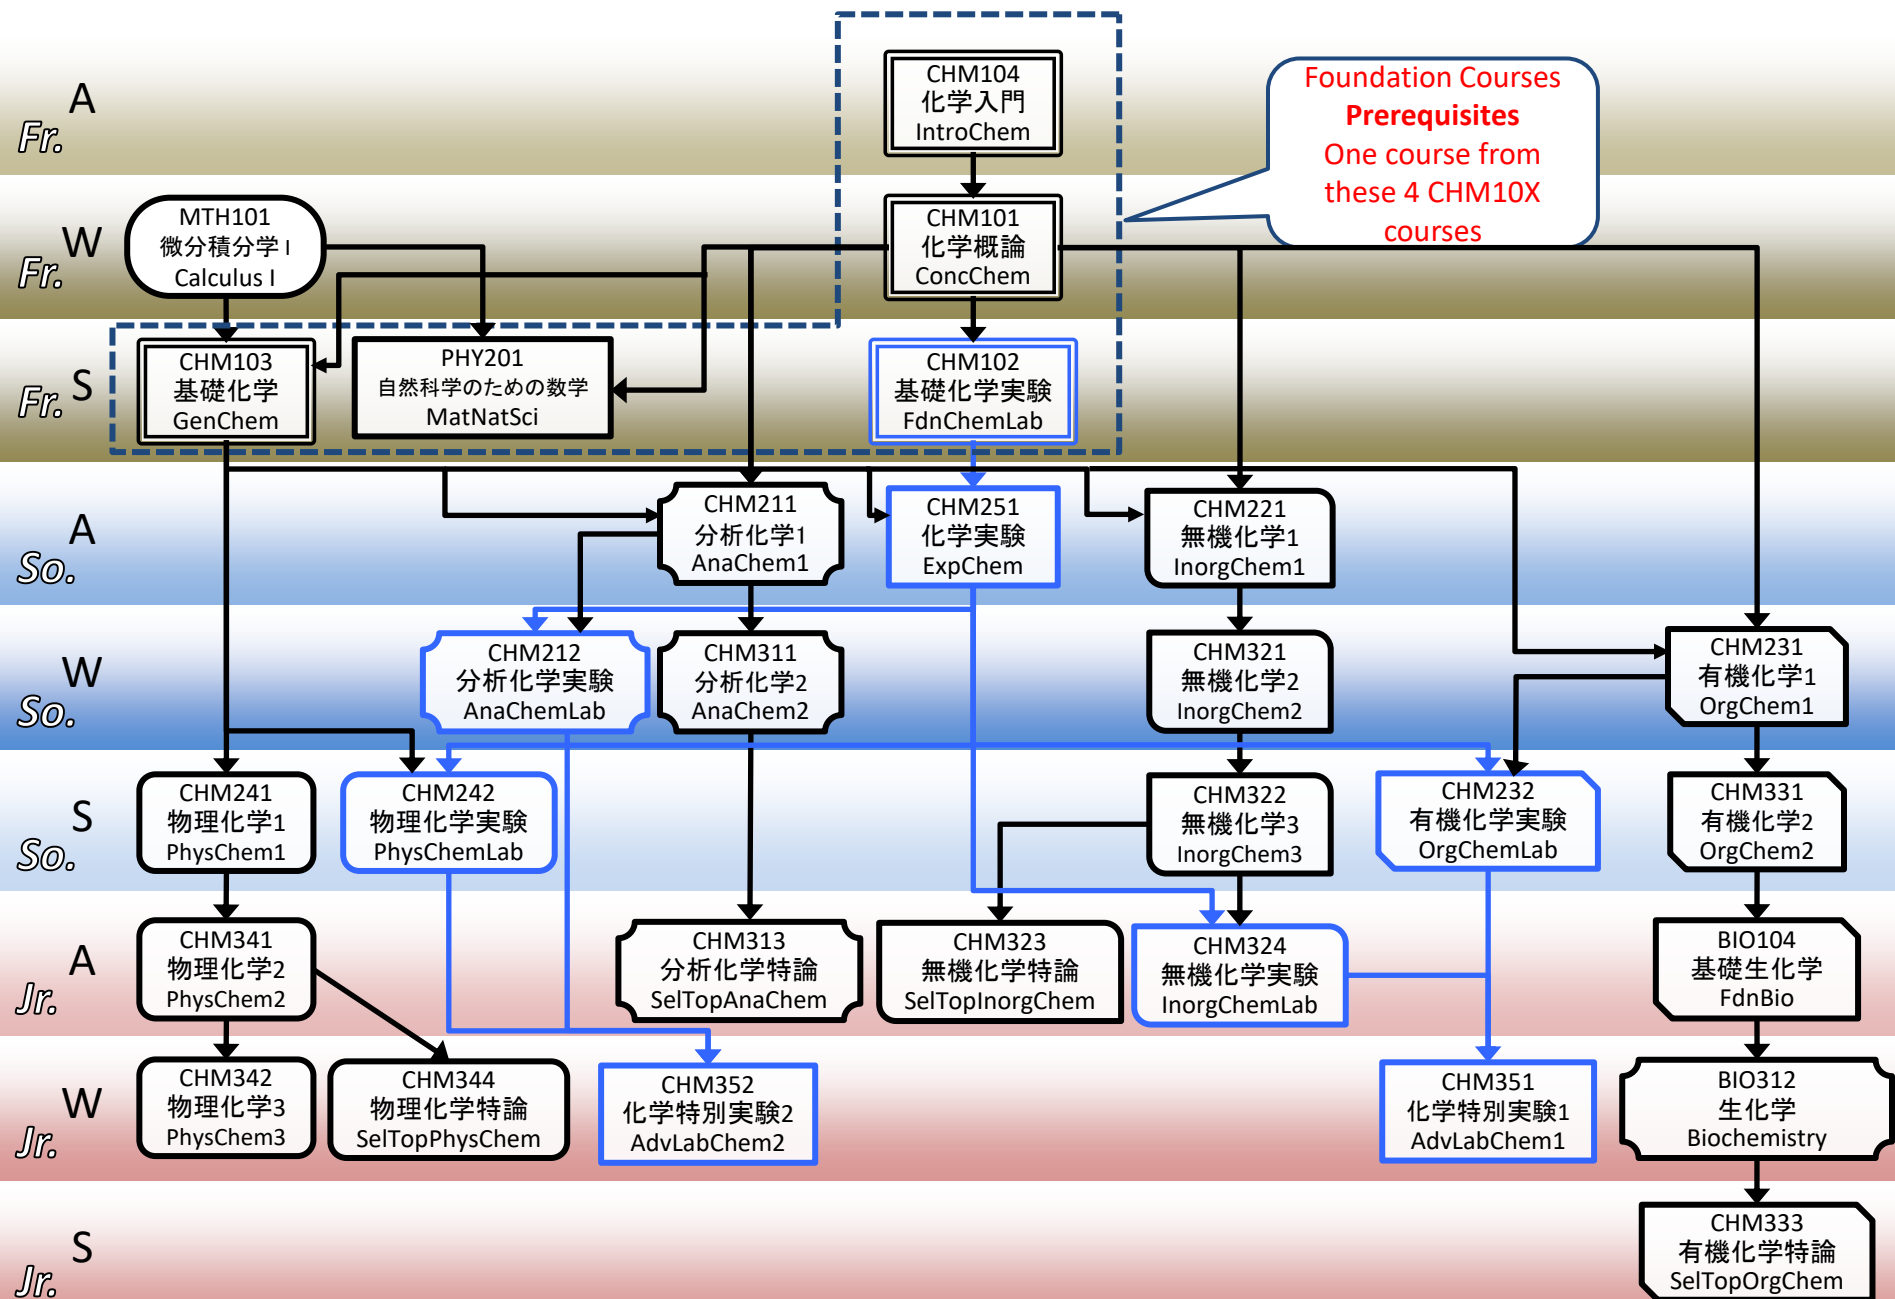 A
Fr.
CHM104
化学入門
IntroChem
Foundation Courses
Prerequisites
One course from
these 4 CHM10X
courses
W
Fr.
MTH101
微分積分学 I
Calculus I
CHM101
化学概論
ConcChem
S
Fr.
CHM103
基礎化学
GenChem
PHY201
自然科学のための数学
MatNatSci
CHM102
基礎化学実験
FdnChemLab
A
So.
CHM211
分析化学1
AnaChem1
CHM251
化学実験
ExpChem
CHM221
無機化学1
InorgChem1
W
So.
CHM212
分析化学実験
AnaChemLab
CHM311
分析化学2
AnaChem2
CHM321
無機化学2
InorgChem2
CHM231
有機化学1
OrgChem1
S
So.
CHM241
物理化学1
PhysChem1
CHM242
物理化学実験
PhysChemLab
CHM322
無機化学3
InorgChem3
CHM232
有機化学実験
OrgChemLab
CHM331
有機化学2
OrgChem2
A
Jr.
CHM341
物理化学2
PhysChem2
CHM313
分析化学特論
SelTopAnaChem
CHM323
無機化学特論
SelTopInorgChem
CHM324
無機化学実験
InorgChemLab
BIO104
基礎生化学
FdnBio
W
Jr.
CHM342
物理化学3
PhysChem3
CHM344
物理化学特論
SelTopPhysChem
CHM352
化学特別実験2
AdvLabChem2
CHM351
化学特別実験1
AdvLabChem1
BIO312
生化学
Biochemistry
S
Jr.
CHM333
有機化学特論
SelTopOrgChem